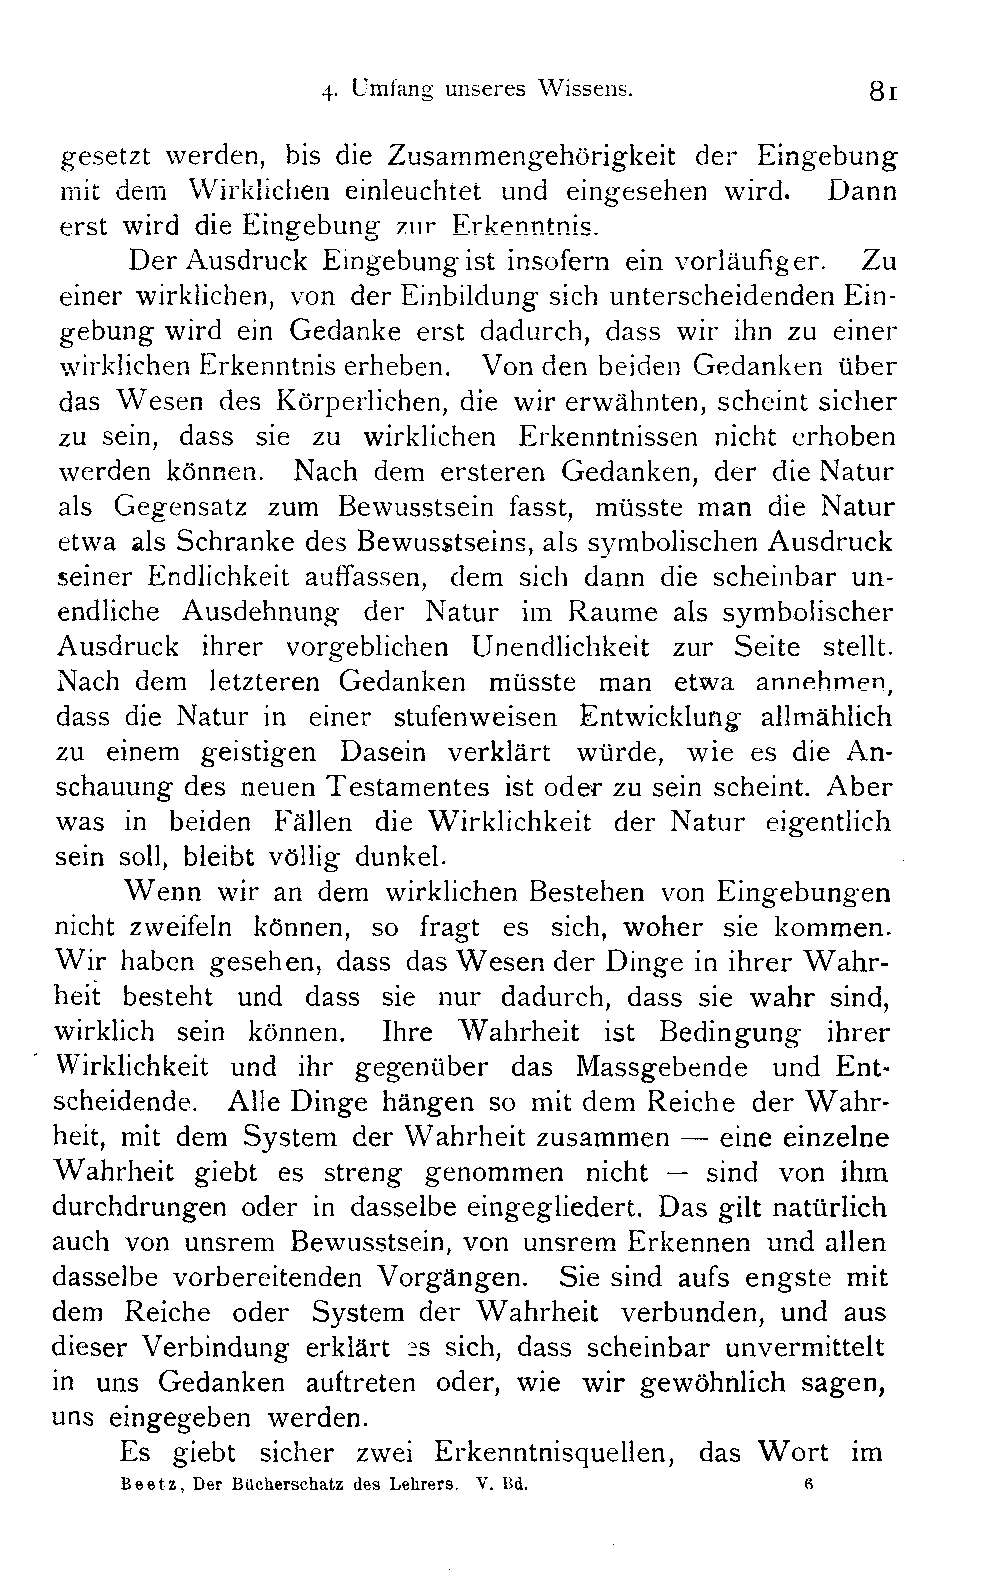 4. Umfang unseres Wissens. 81
gesetzt werden, bis die Zusammengehörigkeit der Eingebung
mit dem Wirklichen einleuchtet und eingesehen wird. Dann
erst wird die Eingebung zur Erkenntnis.
Der Ausdruck Eingebung ist insofern ein vorläufiger. Zu
einer wirklichen, von der Einbildung sich unterscheidenden Ein-
gebung wird ein Gedanke erst dadurch, dass wir ihn zu einer
wirklichen Erkenntnis erheben. Von den beiden Gedanken über
das Wesen des Körperlichen, die wir erwähnten, scheint sicher
zu sein, dass sie zu wirklichen Erkenntnissen nicht erhoben
werden können. Nach dem ersteren Gedanken, der die Natur
als Gegensatz zum Bewusstsein fasst, müsste man die Natur
etwa als Schranke des Bewusstseins, als symbolischen Ausdruck
seiner Endlichkeit auffassen, dem sich dann die scheinbar un-
endliche Ausdehnung der Natur im Raume als symbolischer
Ausdruck ihrer vorgeblichen Unendlichkeit zur Seite stellt.
Nach dem letzteren Gedanken müsste man etwa annehmen,
dass die Natur in einer stufenweisen Entwicklung allmählich
zu einem geistigen Dasein verklärt würde, wie es die An-
schauung des neuen Testamentes ist oder zu sein scheint. Aber
was in beiden Fällen die Wirklichkeit der Natur eigentlich
sein soll, bleibt völlig dunkel.
Wenn wir an dem wirklichen Bestehen von Eingebungen
nicht zweifeln können, so fragt es sich, woher sie kommen.
Wir haben gesehen, dass das Wesen der Dinge in ihrer Wahr-
heit besteht und dass sie nur dadurch, dass sie wahr sind,
wirklich sein können. Ihre Wahrheit ist Bedingung ihrer
Wirklichkeit und ihr gegenüber das Massgebende und Ent-
scheidende. Alle Dinge hängen so mit dem Reiche der Wahr-
heit, mit dem System der Wahrheit zusammen — eine einzelne
Wahrheit giebt es streng genommen nicht — sind von ihm
durchdrungen oder in dasselbe eingegliedert. Das gilt natürlich
auch von unsrem Bewusstsein, von unsrem Erkennen und allen
dasselbe vorbereitenden Vorgängen. Sie sind aufs engste mit
dem Reiche oder System der Wahrheit verbunden, und aus
dieser Verbindung erklärt es sich, dass scheinbar unvermittelt
in uns Gedanken auftreten oder, wie wir gewöhnlich sagen,
uns eingegeben werden.
Es giebt sicher zwei Erkenntnisquellen, das Wort im
Beetz, Der Bücherschatz des Lehrers. V. Bd. 6